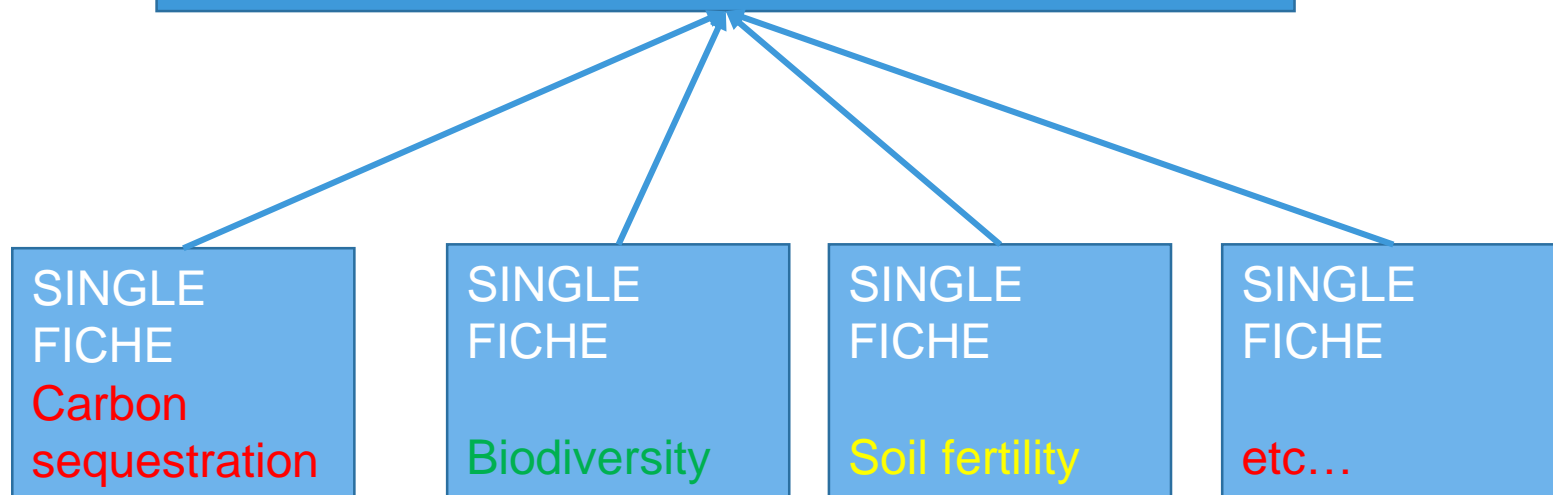 SINGLE
FICHE
Carbon
sequestration
SINGLE
FICHE
Biodiversity
SINGLE
FICHE
Soil fertility
SINGLE
FICHE
etc...